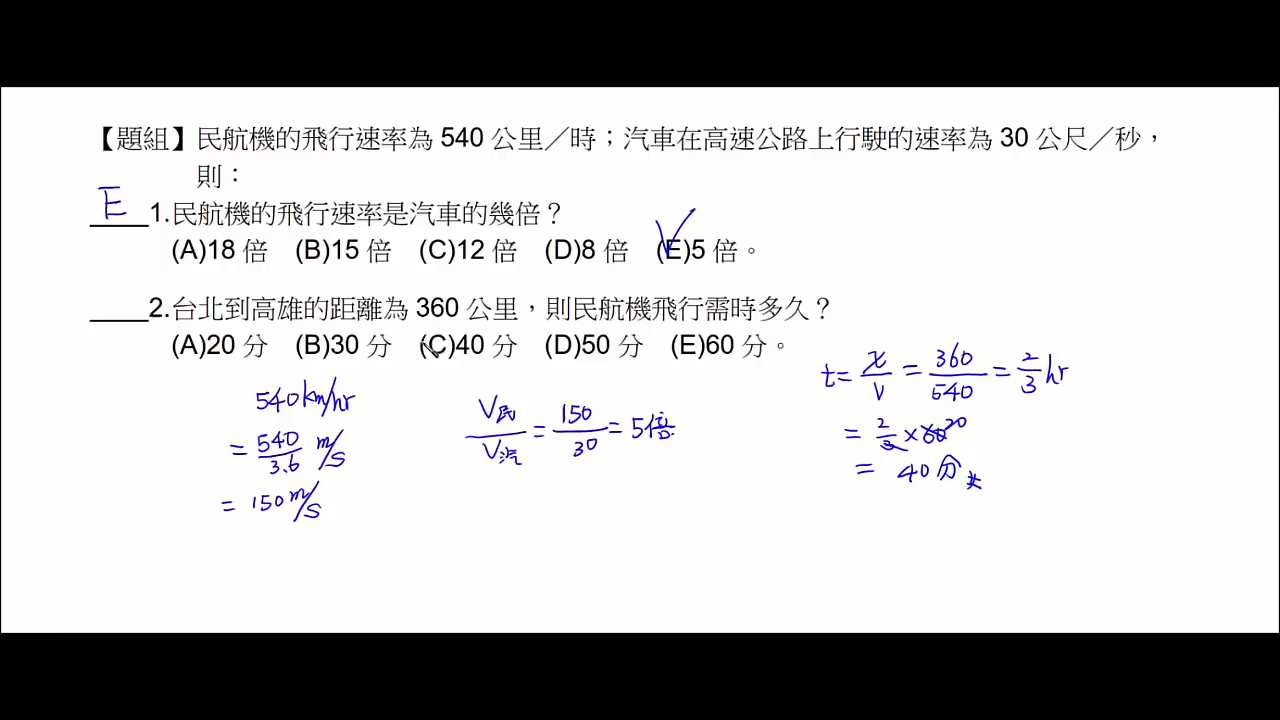 【題組】民航機的飛行速率為 540 公里／時；汽車在高速公路上行駛的速率為 30 公尺／秒，
則：
E 1.民航機的飛行速率是汽車的幾倍？
(A)18 倍 (B)15 倍 (C)12 倍 (D)8 倍 (E)5 倍。
____2.台北到高雄的距離為 360 公里，則民航機飛行需時多久？
(A)20 分 (B)30 分 (C)40 分 (D)50 分 (E)60 分。
540 km/hr
= 540/3.6 m/s
= 150 m/s
V民/V汽 = 150/30 = 5倍
t = x/v = 360/540 = 2/3 hr
= 2/3 × 60 20
= 40分